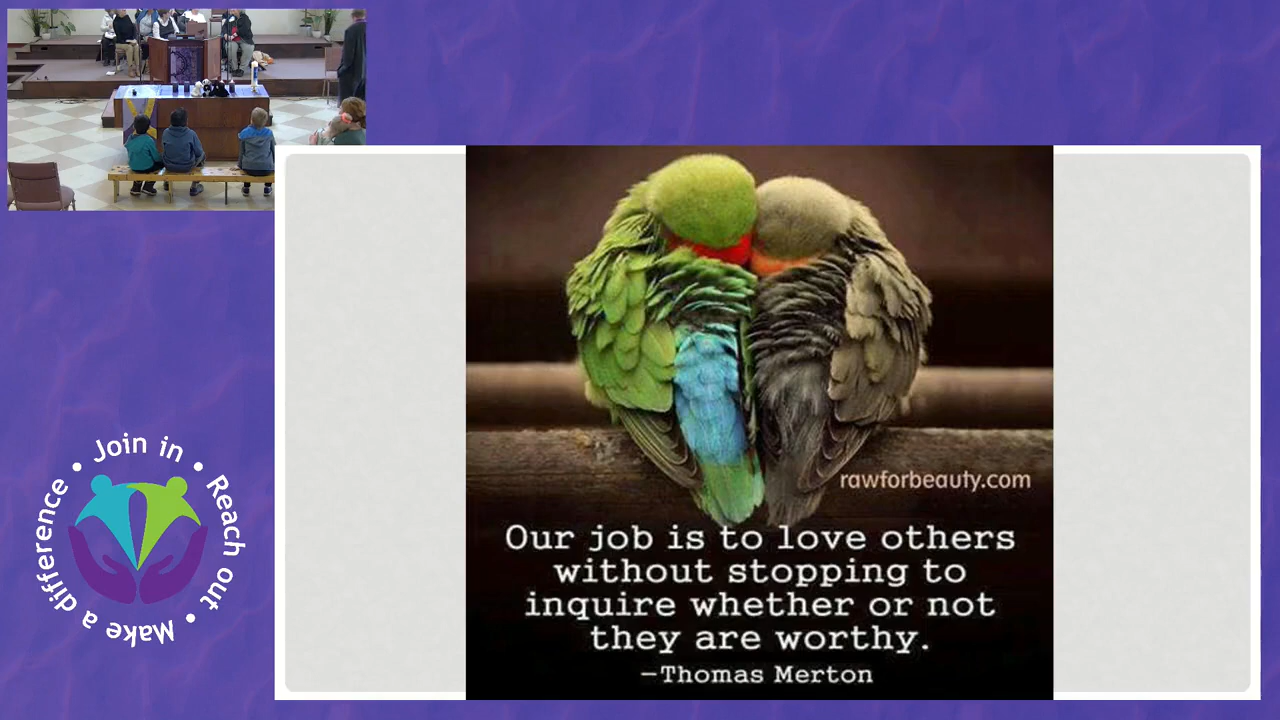 Join in • Reach out • Make a difference •
rawforbeauty.com
Our job is to love others
without stopping to
inquire whether or not
they are worthy.
—Thomas Merton